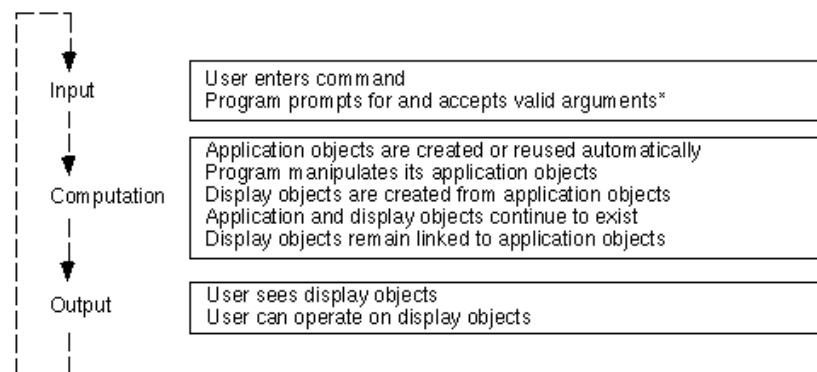 Input
User enters command
Program prompts for and accepts valid arguments*
Computation
Application objects are created or reused automatically
Program manipulates its application objects
Display objects are created from application objects
Application and display objects continue to exist
Display objects remain linked to application objects
Output
User sees display objects
User can operate on display objects